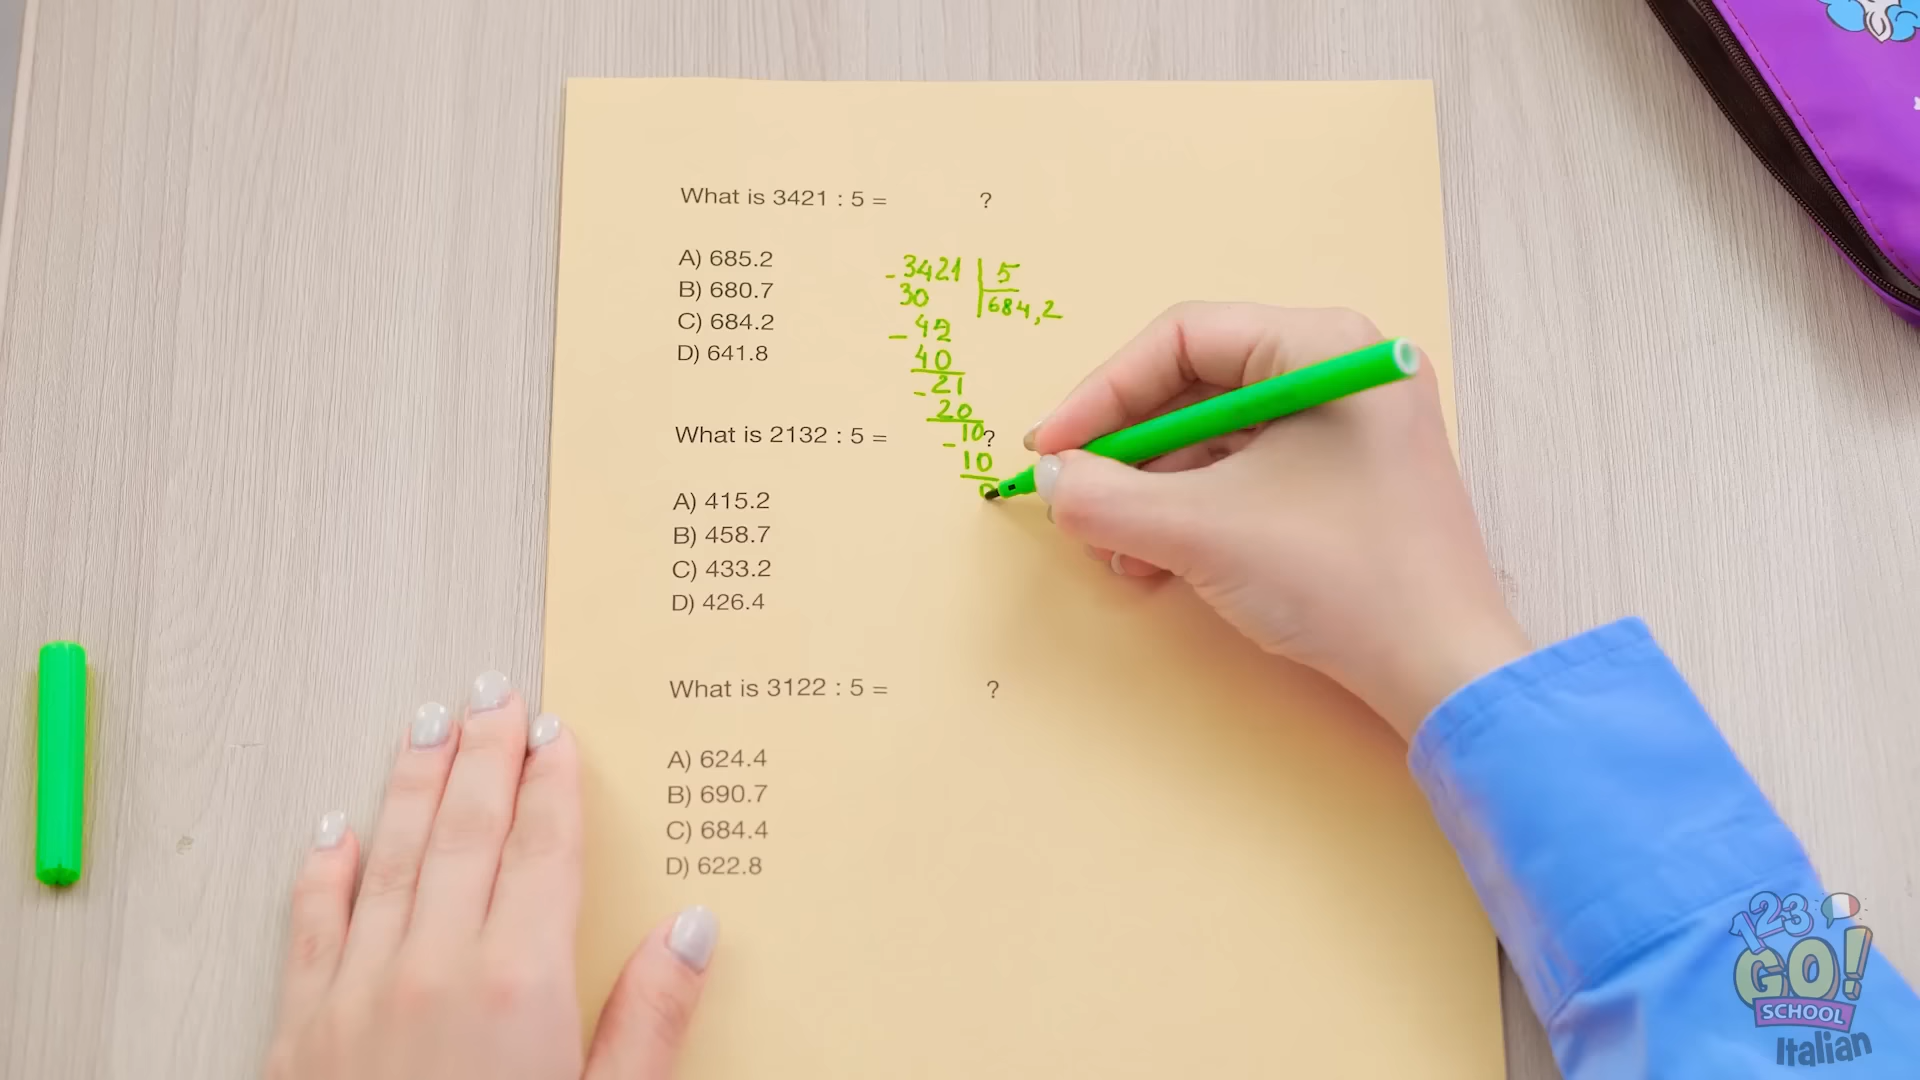 What is 3421 : 5 = ?
A) 685.2
B) 680.7
C) 684.2
D) 641.8
-3421 | 5
30 684,2
- 42
40
- 21
20
- 10
10
0
What is 2132 : 5 = ?
A) 415.2
B) 458.7
C) 433.2
D) 426.4
What is 3122 : 5 = ?
A) 624.4
B) 690.7
C) 684.4
D) 622.8
123
GO!
SCHOOL
Italian